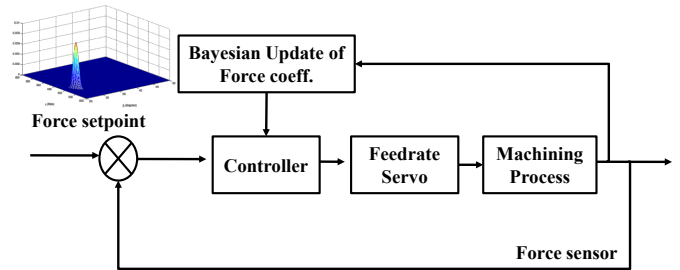 Bayesian Update of
Force coeff.
Force setpoint
Controller
Feedrate
Servo
Machining
Process
Force sensor